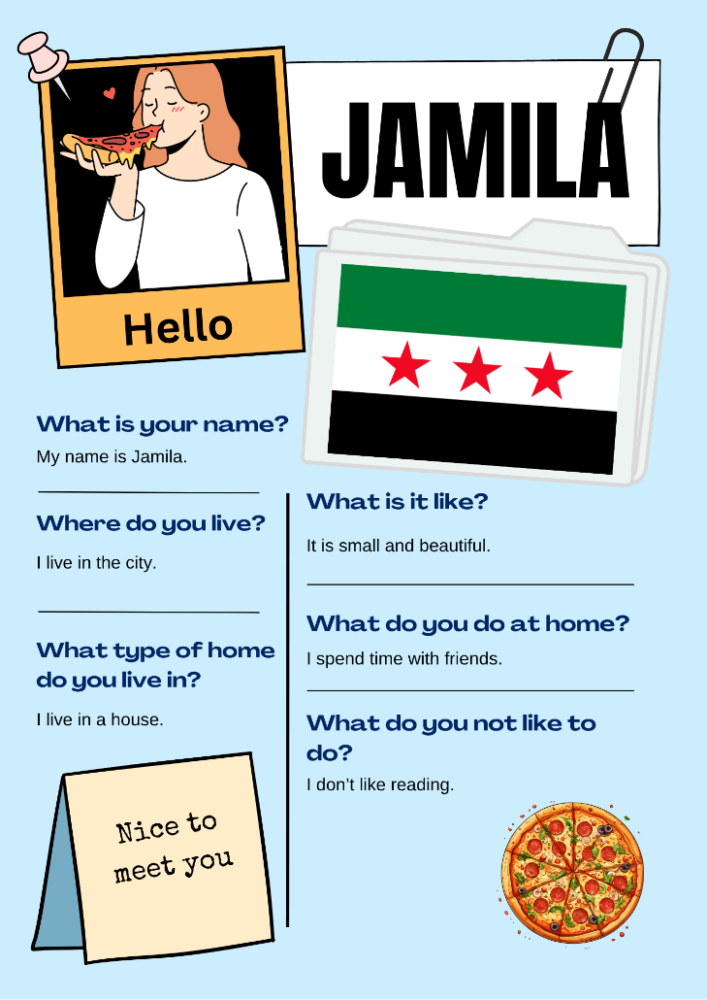 JAMILA
Hello
What is your name?
My name is Jamila.
Where do you live?
I live in the city.
What type of home
do you live in?
I live in a house.
Nice to
meet you
What is it like?
It is small and beautiful.
What do you do at home?
I spend time with friends.
What do you not like to
do?
I don’t like reading.